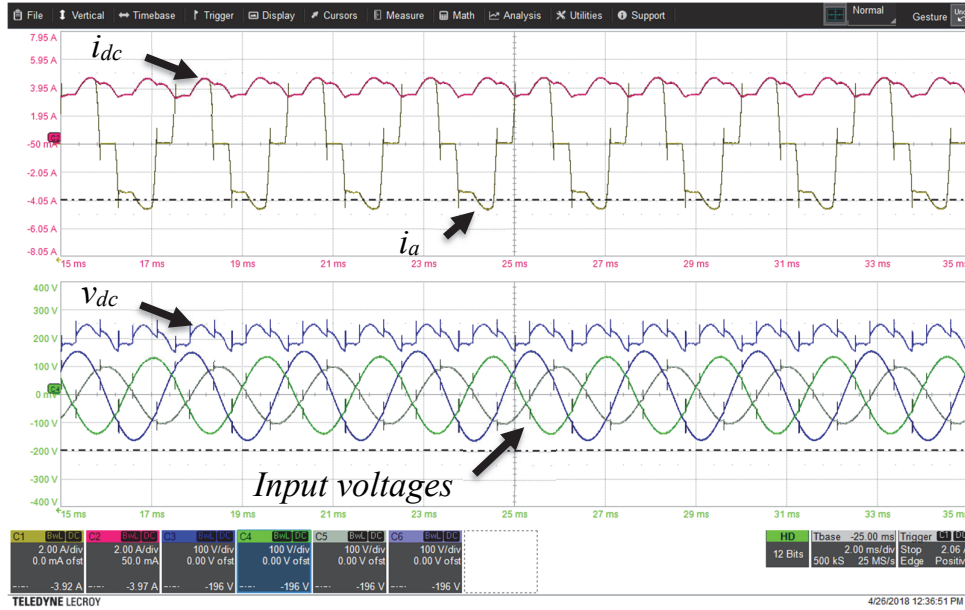 File Vertical Timebase Trigger Display Cursors Measure Math Analysis Utilities Support Normal Gesture
7.95 A
5.95 A
3.95 A
1.95 A
-50 mA
-2.05 A
-4.05 A
-6.05 A
-8.05 A
idc
ia
15 ms 17 ms 19 ms 21 ms 23 ms 25 ms 27 ms 29 ms 31 ms 33 ms 35 ms
400 V
300 V
200 V
100 V
0 mV
-100 V
-200 V
-300 V
-400 V
vdc
Input voltages
15 ms 17 ms 19 ms 21 ms 23 ms 25 ms 27 ms 29 ms 31 ms 33 ms 35 ms
C1 BwL DC C2 BwL DC C3 BwL DC C4 BwL DC C5 BwL DC C6 BwL DC HD Tbase -25.00 ms Trigger C1 DC
2.00 A/div 2.00 A/div 100 V/div 100 V/div 100 V/div 100 V/div 12 Bits 2.00 ms/div Stop 2.06 A
0.0 mA ofst 50.0 mA 0.00 V ofst 0.00 V ofst 0.00 V ofst 0.00 V ofst 500 kS 25 MS/s Edge Positiv
-3.92 A -3.97 A -196 V -196 V -196 V -196 V
TELEDYNE LECROY 4/26/2018 12:36:51 PM